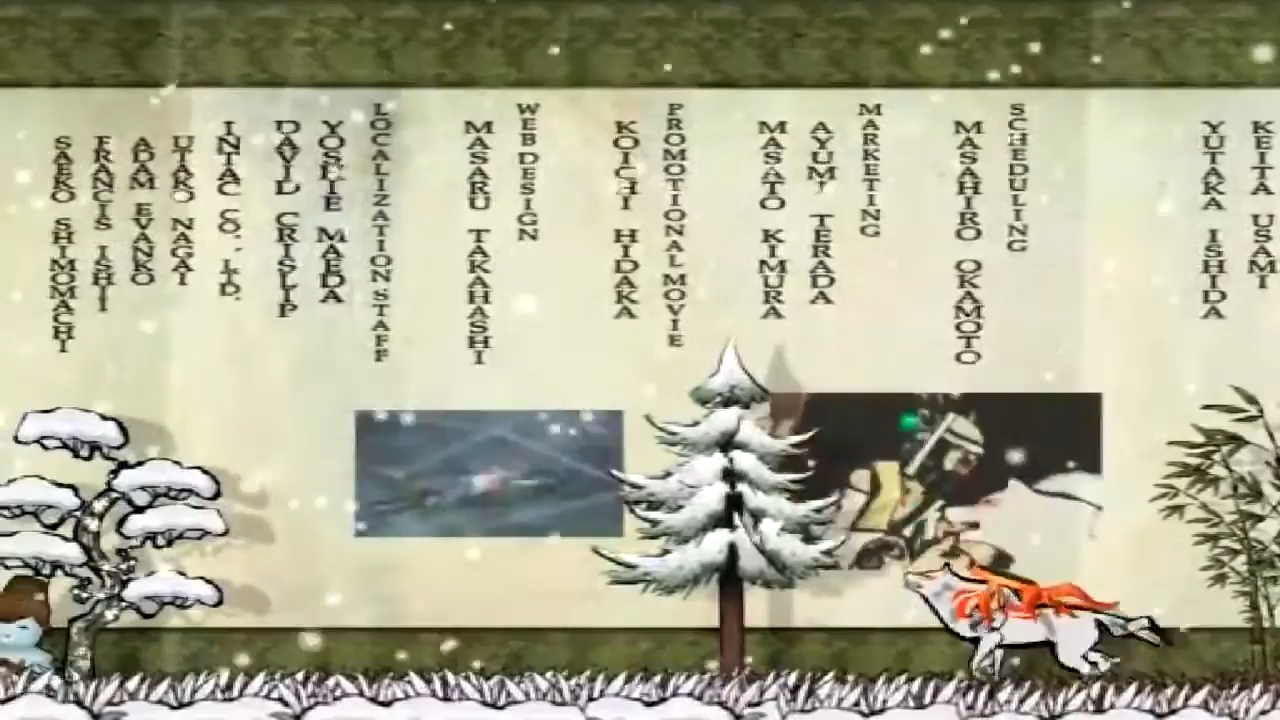 KEITA USAMI
YUTAKA ISHIDA
SCHEDULING
MASAHIRO OKAMOTO
MARKETING
AYUMI TERADA
MASATO KIMURA
PROMOTIONAL MOVIE
KOICHI HIDAKA
WEB DESIGN
MASARU TAKAHASHI
LOCALIZATION STAFF
YOSHIE MAEDA
DAVID CRISLIP
INTAC CO., LTD.
UTAKO NAGAI
ADAM EVANKO
FRANCIS ISHII
SAEKO SHIMOMACHI